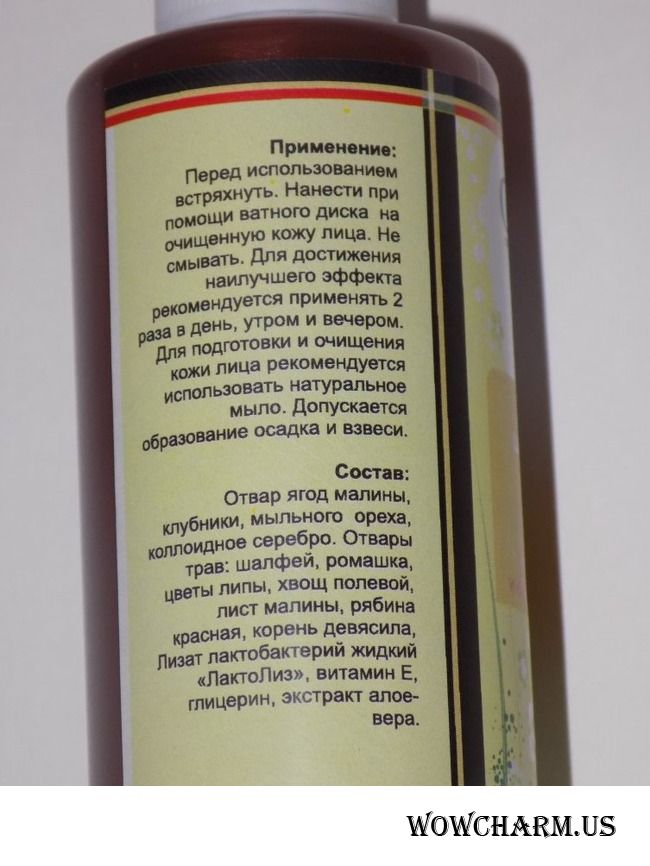 Применение:
Перед использованием
встряхнуть. Нанести при
помощи ватного диска на
очищенную кожу лица. Не
смывать. Для достижения
наилучшего эффекта
рекомендуется применять 2
раза в день, утром и вечером.
Для подготовки и очищения
кожи лица рекомендуется
использовать натуральное
мыло. Допускается
образование осадка и взвеси.
Состав:
Отвар ягод малины,
клубники, мыльного ореха,
коллоидное серебро. Отвары
трав: шалфей, ромашка,
цветы липы, хвощ полевой,
лист малины, рябина
красная, корень девясила,
Лизат лактобактерий жидкий
«ЛактоЛиз», витамин Е,
глицерин, экстракт алое-
вера.
WOWCHARM.US